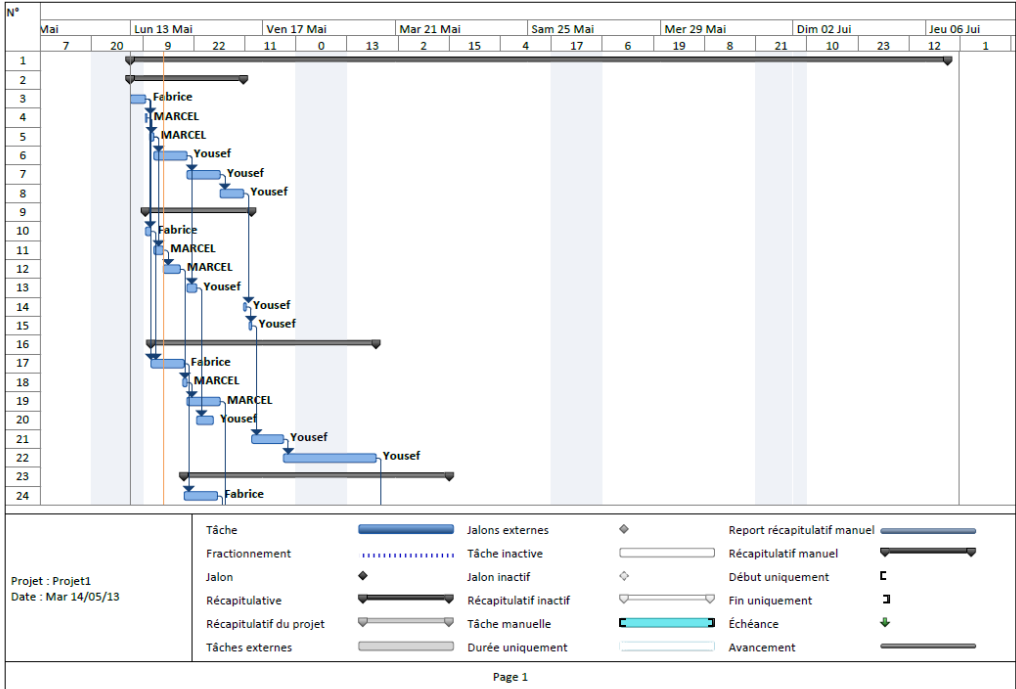 N°
Mai Lun 13 Mai Ven 17 Mai Mar 21 Mai Sam 25 Mai Mer 29 Mai Dim 02 Jui Jeu 06 Jui
7 20 9 22 11 0 13 2 15 4 17 6 19 8 21 10 23 12 1
1
2
3 Fabrice
4 MARCEL
5 MARCEL
6 Yousef
7 Yousef
8 Yousef
9
10 Fabrice
11 MARCEL
12 MARCEL
13 Yousef
14 Yousef
15 Yousef
16
17 Fabrice
18 MARCEL
19 MARCEL
20 Yousef
21 Yousef
22 Yousef
23
24 Fabrice
Projet : Projet1
Date : Mar 14/05/13
Tâche
Fractionnement
Jalon
Récapitulative
Récapitulatif du projet
Tâches externes
Jalons externes
Tâche inactive
Jalon inactif
Récapitulatif inactif
Tâche manuelle
Durée uniquement
Report récapitulatif manuel
Récapitulatif manuel
Début uniquement
Fin uniquement
Échéance
Avancement
Page 1